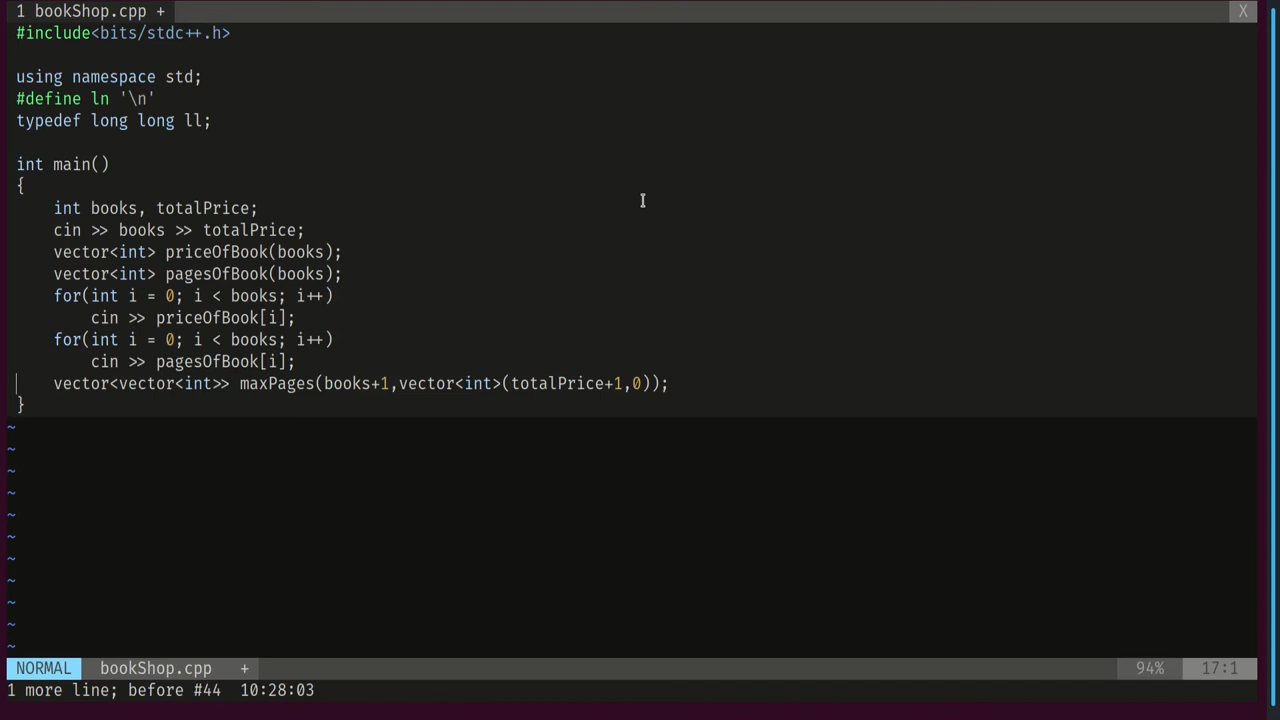 1 bookShop.cpp + X
#include<bits/stdc++.h>
using namespace std;
#define ln '\n'
typedef long long ll;
int main()
{
int books, totalPrice;
cin >> books >> totalPrice;
vector<int> priceOfBook(books);
vector<int> pagesOfBook(books);
for(int i = 0; i < books; i++)
cin >> priceOfBook[i];
for(int i = 0; i < books; i++)
cin >> pagesOfBook[i];
vector<vector<int>> maxPages(books+1,vector<int>(totalPrice+1,0));
}
~
~
~
~
~
~
~
~
~
~
~
NORMAL bookShop.cpp + 94% 17:1
1 more line; before #44 10:28:03